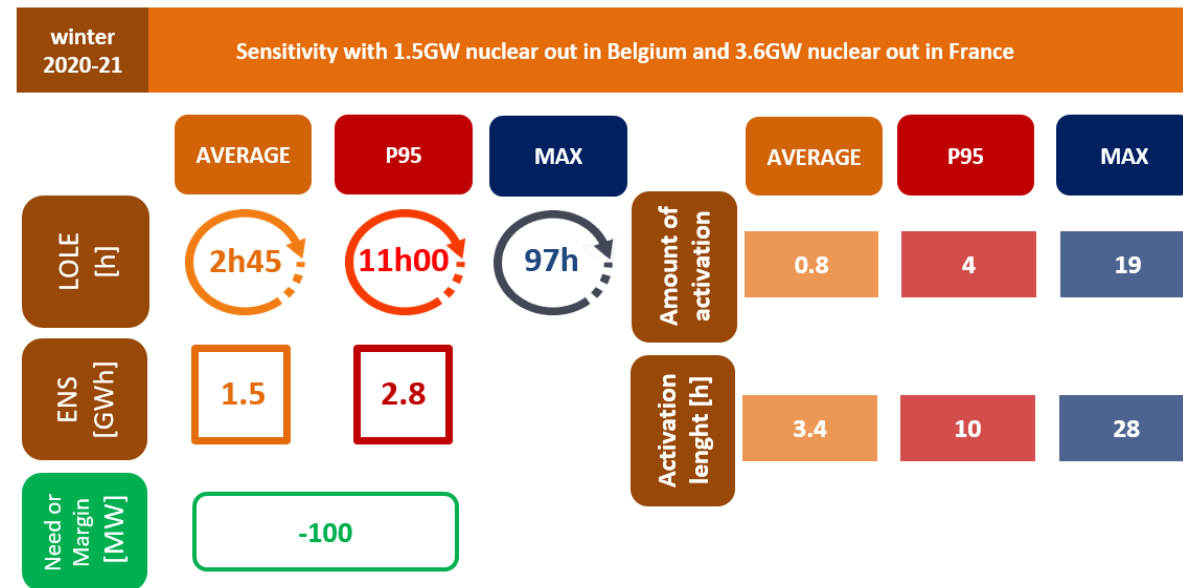 winter
2020-21
Sensitivity with 1.5GW nuclear out in Belgium and 3.6GW nuclear out in France
AVERAGE
P95
MAX
LOLE
[h]
2h45
11h00
97h
ENS
[GWh]
1.5
2.8
Need or
Margin
[MW]
-100
AVERAGE
P95
MAX
Amount of
activation
0.8
4
19
Activation
lenght [h]
3.4
10
28